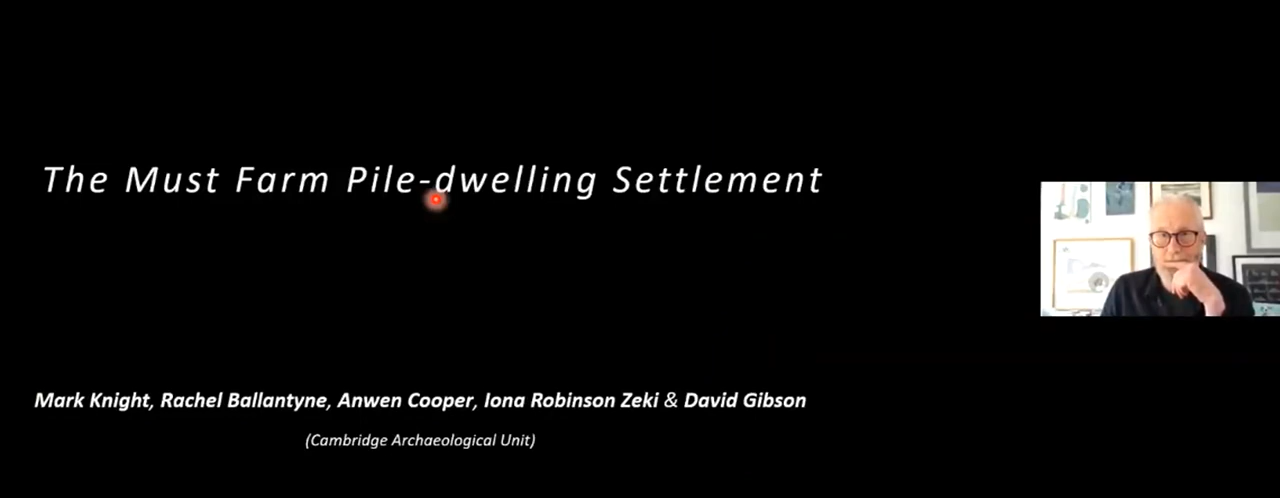 The Must Farm Pile-dwelling Settlement
Mark Knight, Rachel Ballantyne, Anwen Cooper, Iona Robinson Zeki & David Gibson
(Cambridge Archaeological Unit)